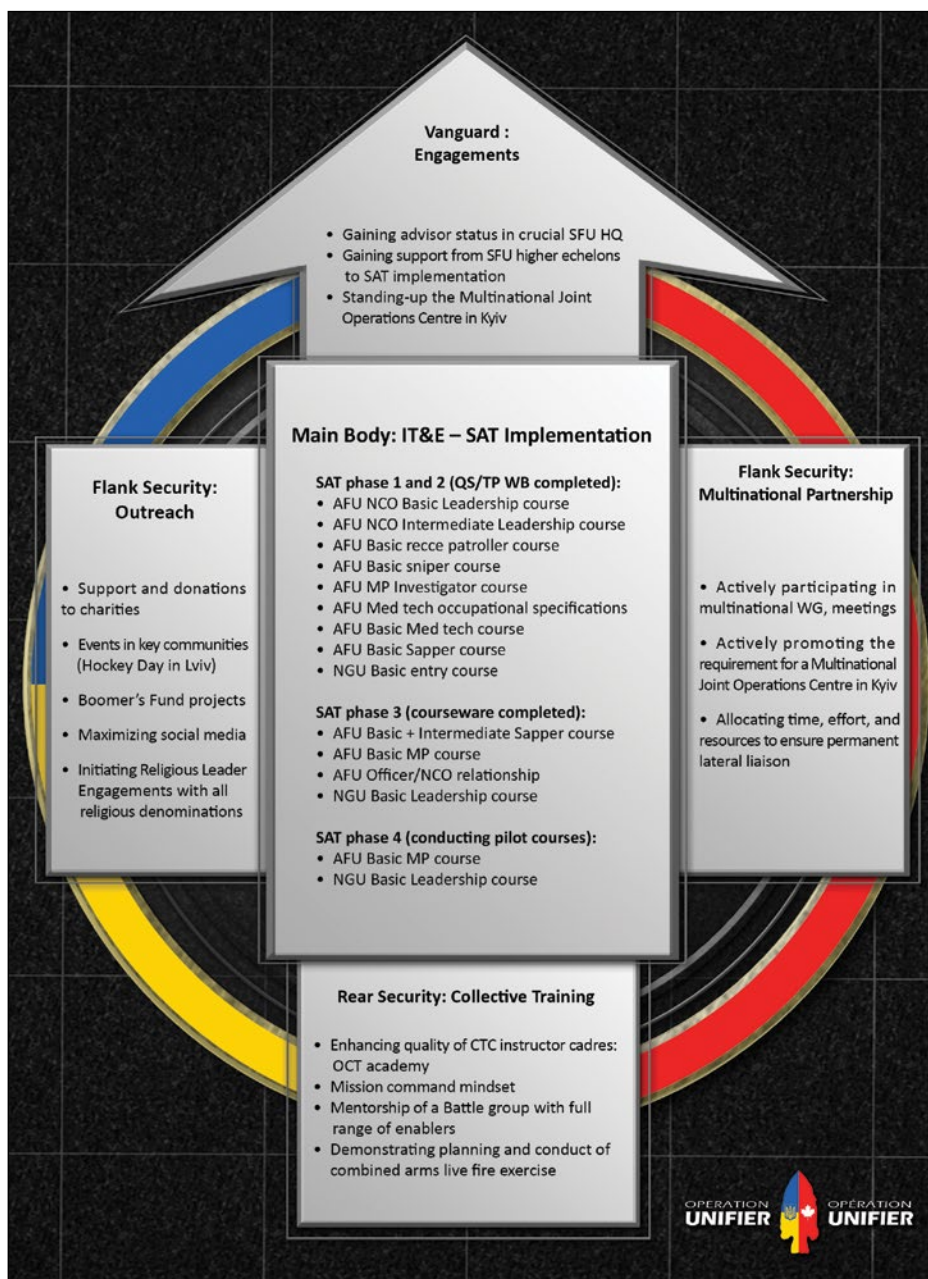 Vanguard :
Engagements
• Gaining advisor status in crucial SFU HQ
• Gaining support from SFU higher echelons
to SAT implementation
• Standing-up the Multinational Joint
Operations Centre in Kyiv
Flank Security:
Outreach
• Support and donations
to charities
• Events in key communities
(Hockey Day in Lviv)
• Boomer's Fund projects
• Maximizing social media
• Initiating Religious Leader
Engagements with all
religious denominations
Main Body: IT&E – SAT Implementation
SAT phase 1 and 2 (QS/TP WB completed):
• AFU NCO Basic Leadership course
• AFU NCO Intermediate Leadership course
• AFU Basic recce patroller course
• AFU Basic sniper course
• AFU MP Investigator course
• AFU Med tech occupational specifications
• AFU Basic Med tech course
• AFU Basic Sapper course
• NGU Basic entry course
SAT phase 3 (courseware completed):
• AFU Basic + Intermediate Sapper course
• AFU Basic MP course
• AFU Officer/NCO relationship
• NGU Basic Leadership course
SAT phase 4 (conducting pilot courses):
• AFU Basic MP course
• NGU Basic Leadership course
Flank Security:
Multinational Partnership
• Actively participating in
multinational WG, meetings
• Actively promoting the
requirement for a Multinational
Joint Operations Centre in Kyiv
• Allocating time, effort, and
resources to ensure permanent
lateral liaison
Rear Security: Collective Training
• Enhancing quality of CTC instructor cadres:
OCT academy
• Mission command mindset
• Mentorship of a Battle group with full
range of enablers
• Demonstrating planning and conduct of
combined arms live fire exercise
OPERATION
UNIFIER
OPÉRATION
UNIFIER